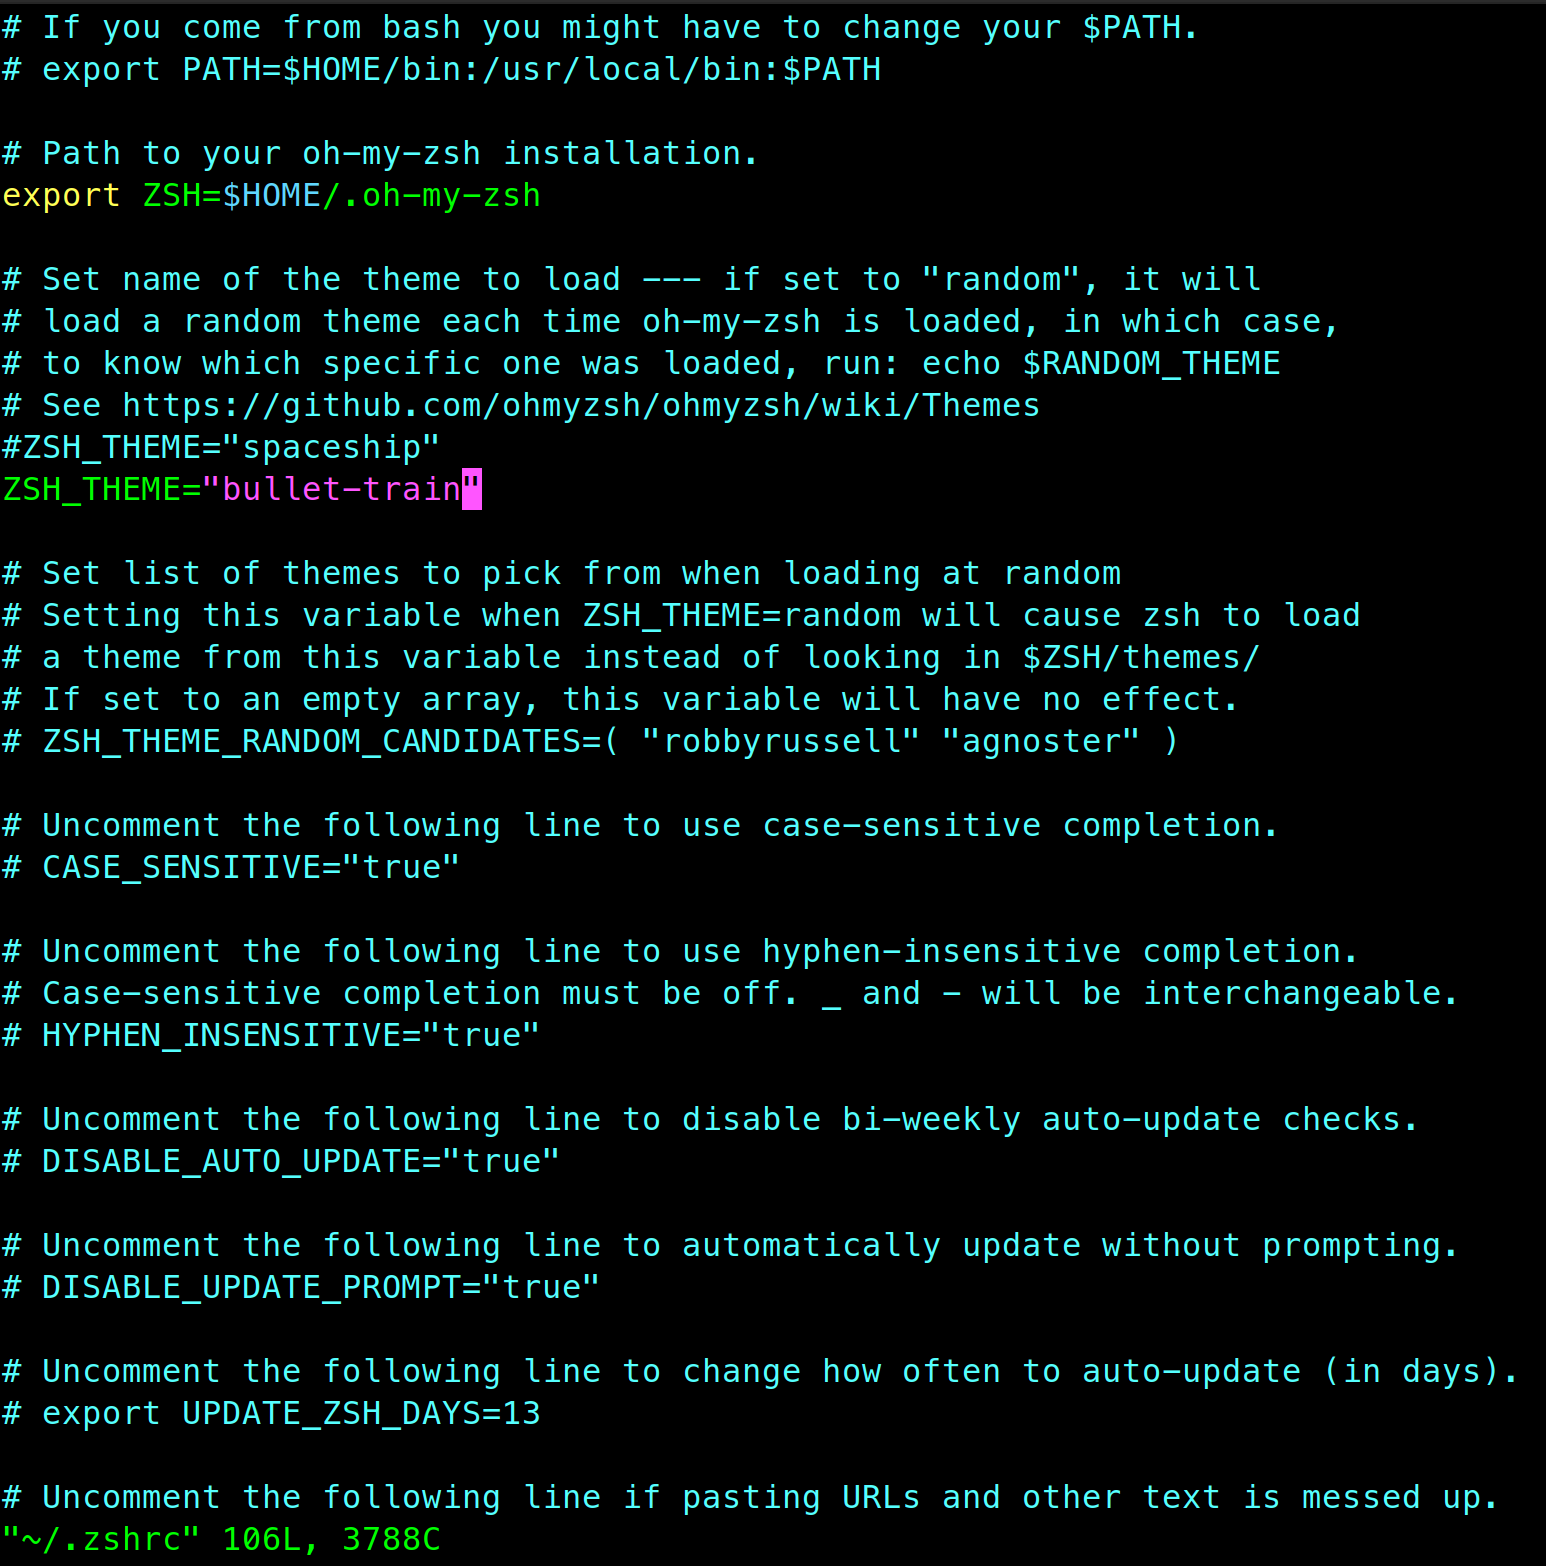 # If you come from bash you might have to change your $PATH.
# export PATH=$HOME/bin:/usr/local/bin:$PATH

# Path to your oh-my-zsh installation.
export ZSH=$HOME/.oh-my-zsh

# Set name of the theme to load --- if set to "random", it will
# load a random theme each time oh-my-zsh is loaded, in which case,
# to know which specific one was loaded, run: echo $RANDOM_THEME
# See https://github.com/ohmyzsh/ohmyzsh/wiki/Themes
#ZSH_THEME="spaceship"
ZSH_THEME="bullet-train"

# Set list of themes to pick from when loading at random
# Setting this variable when ZSH_THEME=random will cause zsh to load
# a theme from this variable instead of looking in $ZSH/themes/
# If set to an empty array, this variable will have no effect.
# ZSH_THEME_RANDOM_CANDIDATES=( "robbyrussell" "agnoster" )

# Uncomment the following line to use case-sensitive completion.
# CASE_SENSITIVE="true"

# Uncomment the following line to use hyphen-insensitive completion.
# Case-sensitive completion must be off. _ and - will be interchangeable.
# HYPHEN_INSENSITIVE="true"

# Uncomment the following line to disable bi-weekly auto-update checks.
# DISABLE_AUTO_UPDATE="true"

# Uncomment the following line to automatically update without prompting.
# DISABLE_UPDATE_PROMPT="true"

# Uncomment the following line to change how often to auto-update (in days).
# export UPDATE_ZSH_DAYS=13

# Uncomment the following line if pasting URLs and other text is messed up.
"~/.zshrc" 106L, 3788C